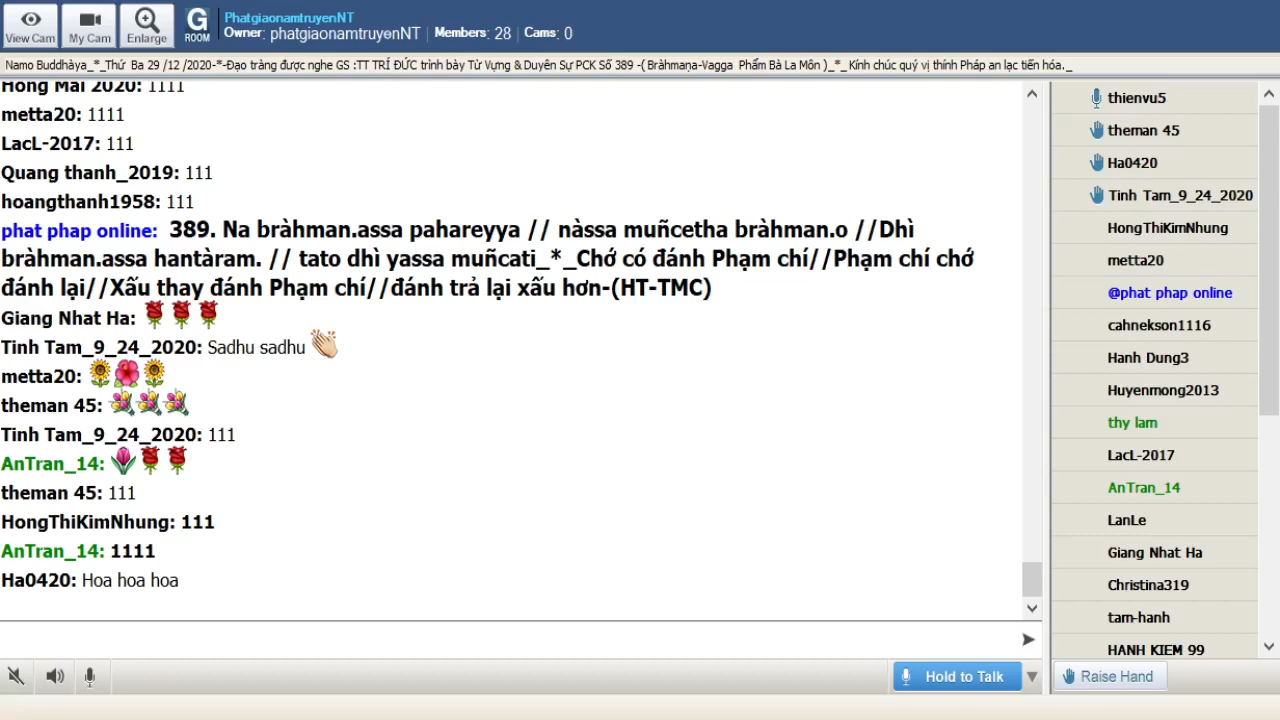 View Cam
My Cam
Enlarge
G
ROOM
PhatgiaonamtruyenNT
Owner: phatgiaonamtruyenNT | Members: 28 | Cams: 0
Namo Buddhàya_*_Thứ Ba 29 /12 /2020-*-Đạo tràng được nghe GS :TT TRÍ ĐỨC trình bày Từ Vựng & Duyên Sự PCK Số 389 -( Bràhmaṇa-Vagga Phẩm Bà La Môn )_*_ Kính chúc quý vị thính Pháp an lạc tiến hóa._
Hong Mai 2020: 1111
metta20: 1111
LacL-2017: 111
Quang thanh_2019: 111
hoangthanh1958: 111
phat phap online: 389. Na bràhman.assa pahareyya // nàssa muñcetha bràhman.o //Dhì
bràhman.assa hantàram. // tato dhì yassa muñcati_*_Chớ có đánh Phạm chí//Phạm chí chớ
đánh lại//Xấu thay đánh Phạm chí//đánh trả lại xấu hơn-(HT-TMC)
Giang Nhat Ha:
Tinh Tam_9_24_2020: Sadhu sadhu
metta20:
theman 45:
Tinh Tam_9_24_2020: 111
AnTran_14:
theman 45: 111
HongThiKimNhung: 111
AnTran_14: 1111
Ha0420: Hoa hoa hoa
Hold to Talk
thienvu5
theman 45
Ha0420
Tinh Tam_9_24_2020
HongThiKimNhung
metta20
@phat phap online
cahnekson1116
Hanh Dung3
Huyenmong2013
thy lam
LacL-2017
AnTran_14
LanLe
Giang Nhat Ha
Christina319
tam-hanh
HANH KIEM 99
Raise Hand